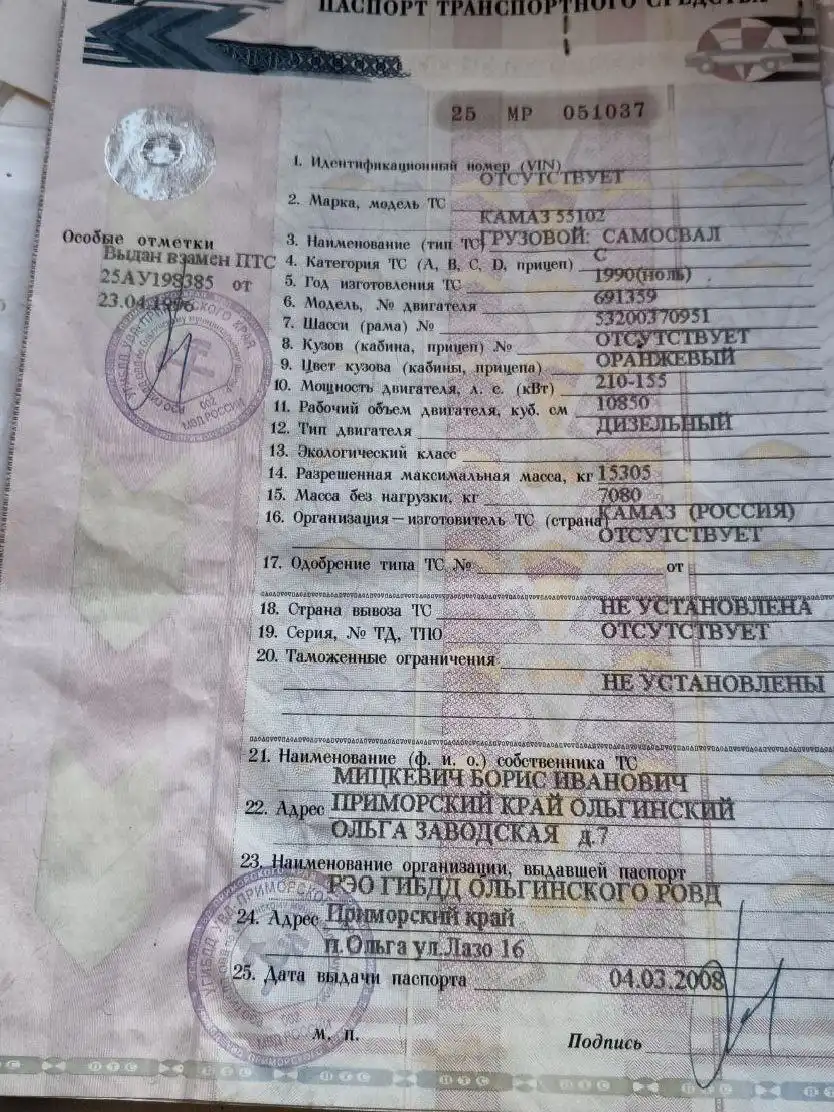 ПАСПОРТ ТРАНСПОРТНОГО СРЕДСТВА
25 МР 051037
1. Идентификационный номер (VIN)
ОТСУТСТВУЕТ
2. Марка, модель ТС
КАМАЗ 55102
3. Наименование (тип ТС) ГРУЗОВОЙ: САМОСВАЛ
Особые отметки
Выдан взамен ПТС
25АУ198385 от
23.04.1996
4. Категория ТС (А, В, С, D, прицеп) С
5. Год изготовления ТС 1990(ноль)
6. Модель, № двигателя 691359
7. Шасси (рама) № 53200370951
8. Кузов (кабина, прицеп) № ОТСУТСТВУЕТ
9. Цвет кузова (кабины, прицепа) ОРАНЖЕВЫЙ
10. Мощность двигателя, л. с. (кВт) 210-155
11. Рабочий объем двигателя, куб. см 10850
12. Тип двигателя ДИЗЕЛЬНЫЙ
13. Экологический класс
14. Разрешенная максимальная масса, кг 15305
15. Масса без нагрузки, кг 7080
16. Организация—изготовитель ТС (страна) КАМАЗ (РОССИЯ)
ОТСУТСТВУЕТ
17. Одобрение типа ТС № от
18. Страна вывоза ТС НЕ УСТАНОВЛЕНА
19. Серия, № ТД, ТПО ОТСУТСТВУЕТ
20. Таможенные ограничения
НЕ УСТАНОВЛЕНЫ
21. Наименование (ф. и. о.) собственника ТС
МИЦКЕВИЧ БОРИС ИВАНОВИЧ
22. Адрес ПРИМОРСКИЙ КРАЙ ОЛЬГИНСКИЙ
ОЛЬГА ЗАВОДСКАЯ д.7
23. Наименование организации, выдавшей паспорт
РЭО ГИБДД ОЛЬГИНСКОГО РОВД
24. Адрес Приморский край
п.Ольга ул.Лазо 16
25. Дата выдачи паспорта 04.03.2008
М. П.
Подпись